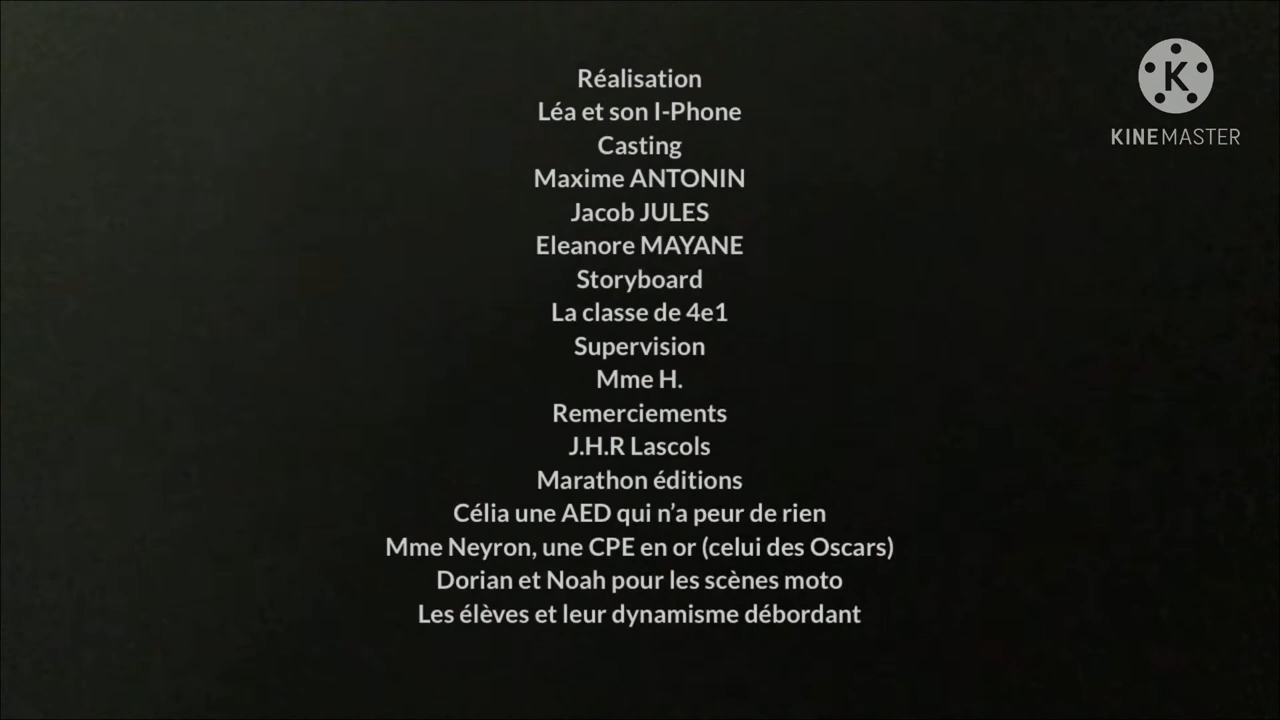 Réalisation
Léa et son I-Phone
Casting
Maxime ANTONIN
Jacob JULES
Eleanore MAYANE
Storyboard
La classe de 4e1
Supervision
Mme H.
Remerciements
J.H.R Lascols
Marathon éditions
Célia une AED qui n'a peur de rien
Mme Neyron, une CPE en or (celui des Oscars)
Dorian et Noah pour les scènes moto
Les élèves et leur dynamisme débordant
K
KINEMASTER